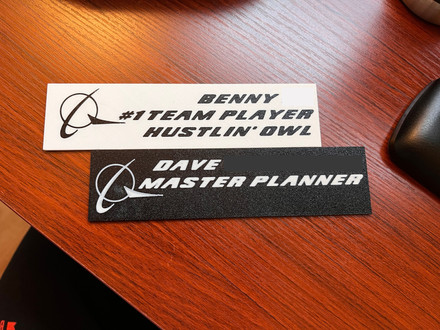 BENNY
#1 TEAM PLAYER
HUSTLIN' OWL
DAVE
MASTER PLANNER